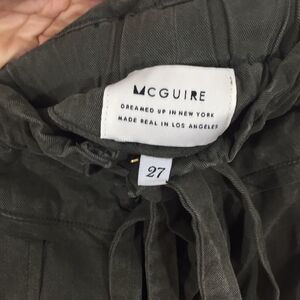 MCGUIRE
DREAMED UP IN NEW YORK
MADE REAL IN LOS ANGELES
27